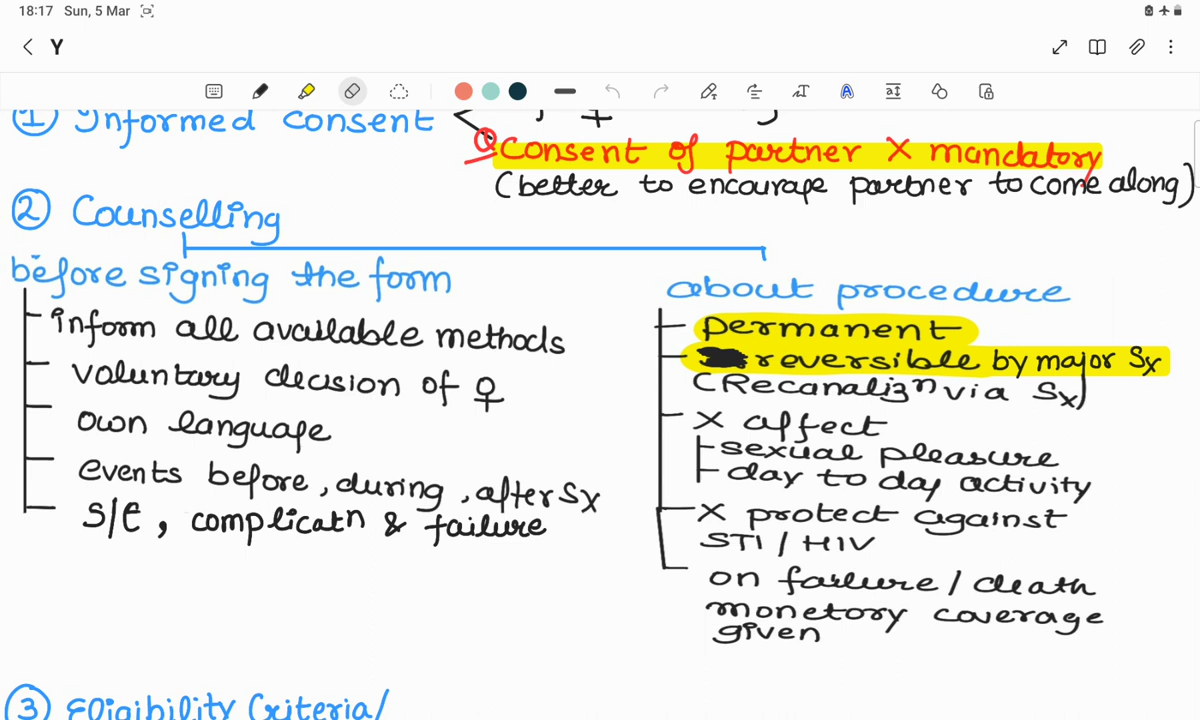 18:17 Sun, 5 Mar
Y
① Informed consent
Q Consent of partner X mandatory
(better to encourage partner to come along)
② Counselling
before signing the form
inform all available methods
voluntary decision of ♀
own language
events before, during, after Sx
S/E, complicatn & failure
about procedure
permanent
reversible by major Sx
(Recanalizn via Sx)
X affect
sexual pleasure
day to day activity
X protect against
STI / HIV
on failure / death
monetory coverage
given
③ Eligibility Criteria/